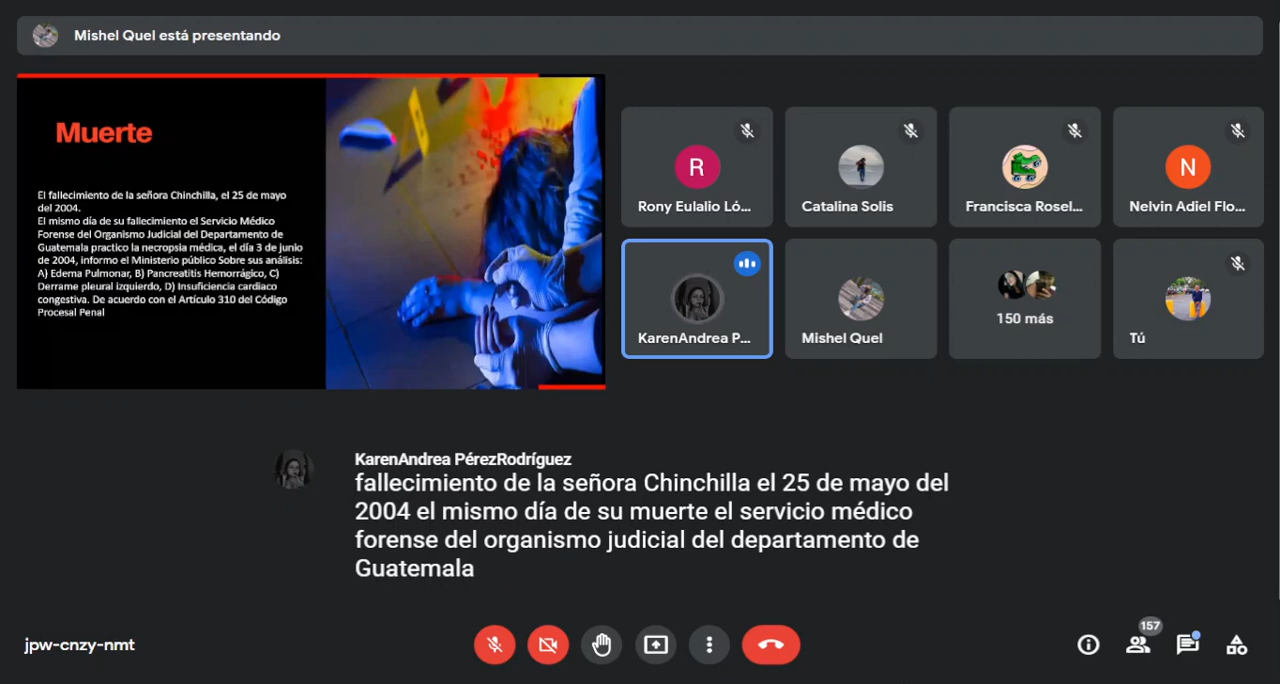 Mishel Quel está presentando
Muerte
El fallecimiento de la señora Chinchilla, el 25 de mayo
del 2004.
El mismo día de su fallecimiento el Servicio Médico
Forense del Organismo Judicial del Departamento de
Guatemala practico la necropsia médica, el día 3 de junio
de 2004, informo el Ministerio público Sobre sus análisis:
A) Edema Pulmonar, B) Pancreatitis Hemorrágico, C)
Derrame pleural izquierdo, D) Insuficiencia cardiaco
congestiva. De acuerdo con el Artículo 310 del Código
Procesal Penal
R
Rony Eulalio Ló...
Catalina Solis
Francisca Rosel...
N
Nelvin Adiel Flo...
KarenAndrea P...
Mishel Quel
150 más
Tú
KarenAndrea PérezRodríguez
fallecimiento de la señora Chinchilla el 25 de mayo del
2004 el mismo día de su muerte el servicio médico
forense del organismo judicial del departamento de
Guatemala
jpw-cnzy-nmt
157